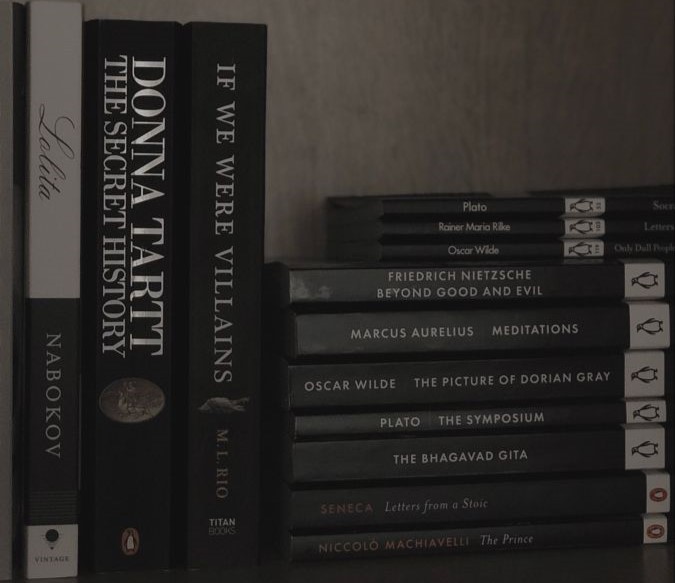 Lolita
NABOKOV
VINTAGE
DONNA TARTT
THE SECRET HISTORY
IF WE WERE VILLAINS
M. L. RIO
TITAN
BOOKS
Plato
Rainer Maria Rilke Letters
Oscar Wilde Only Dull
FRIEDRICH NIETZSCHE
BEYOND GOOD AND EVIL
MARCUS AURELIUS MEDITATIONS
OSCAR WILDE THE PICTURE OF DORIAN GRAY
PLATO THE SYMPOSIUM
THE BHAGAVAD GITA
SENECA Letters from a Stoic
NICCOLÒ MACHIAVELLI The Prince